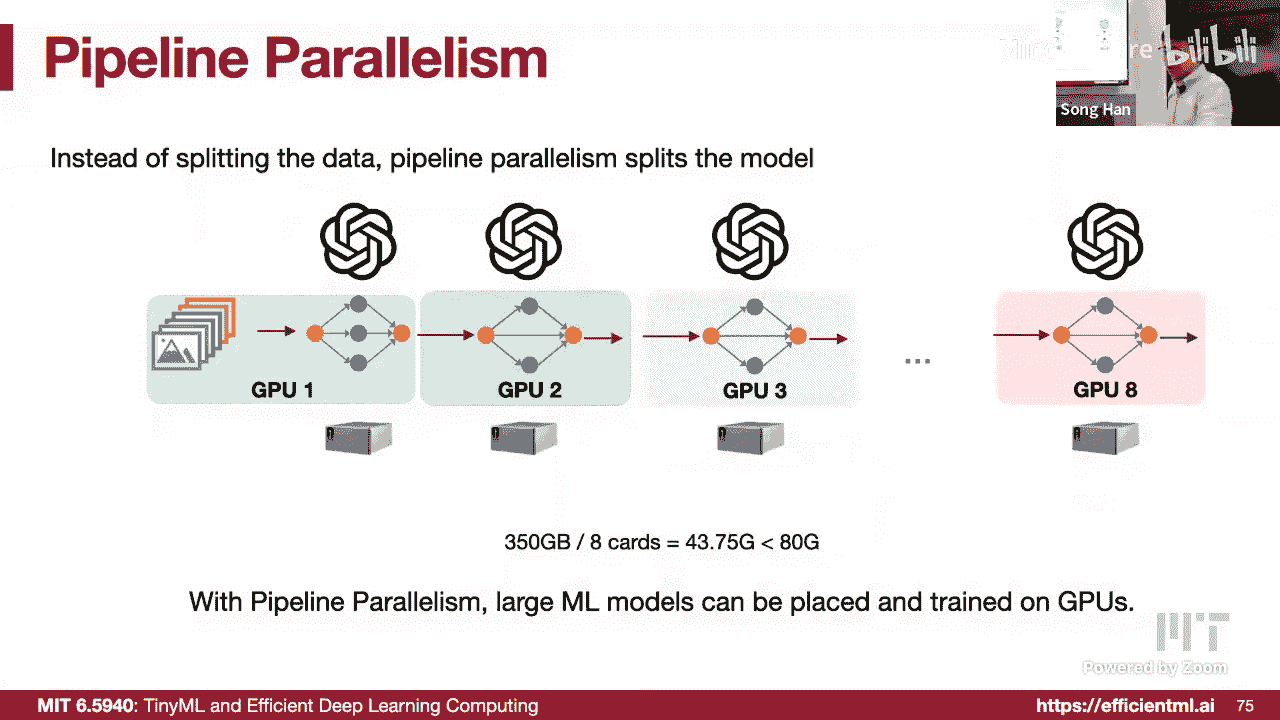 Pipeline Parallelism
bilibili
Song Han
Instead of splitting the data, pipeline parallelism splits the model
GPU 1
GPU 2
GPU 3
...
GPU 8
350GB / 8 cards = 43.75G < 80G
With Pipeline Parallelism, large ML models can be placed and trained on GPUs.
MIT
Powered by Zoom
MIT 6.5940: TinyML and Efficient Deep Learning Computing
https://efficientml.ai
75